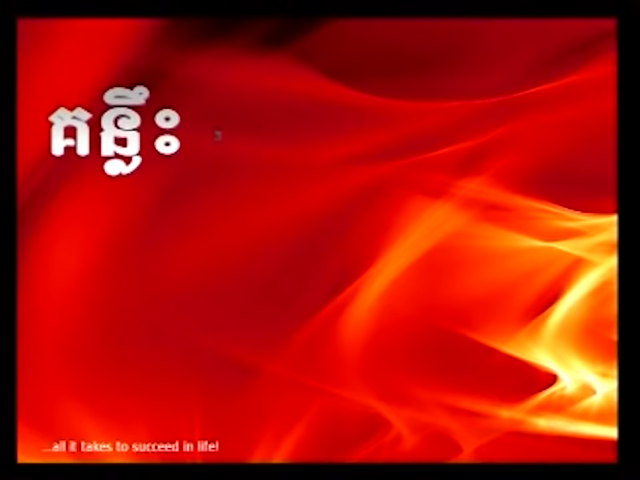 គន្លឹះ
...all it takes to succeed in life!